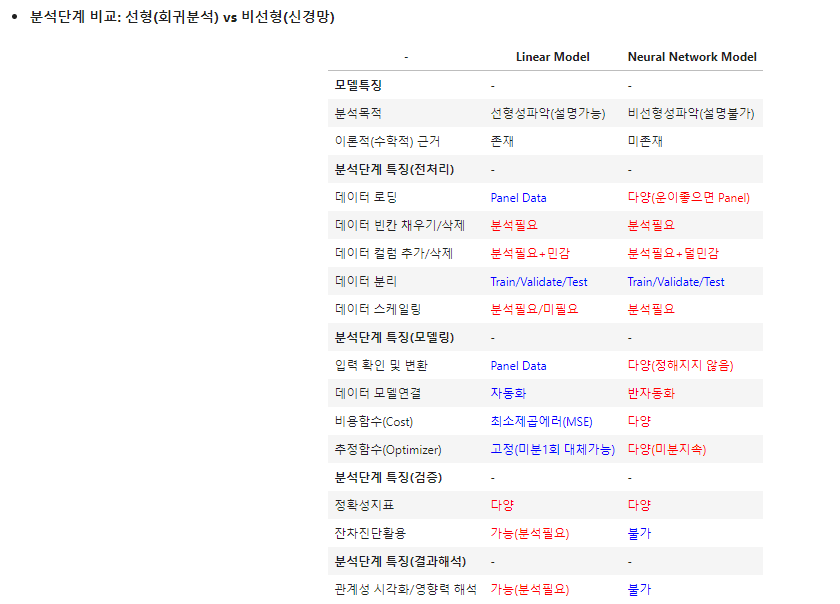 • 분석단계 비교: 선형(회귀분석) vs 비선형(신경망)
- Linear Model Neural Network Model
모델특징 - -
분석목적 선형성파악(설명가능) 비선형성파악(설명불가)
이론적(수학적) 근거 존재 미존재
분석단계 특징(전처리) - -
데이터 로딩 Panel Data 다양(운이좋으면 Panel)
데이터 빈칸 채우기/삭제 분석필요 분석필요
데이터 컬럼 추가/삭제 분석필요+민감 분석필요+덜민감
데이터 분리 Train/Validate/Test Train/Validate/Test
데이터 스케일링 분석필요/미필요 분석필요
분석단계 특징(모델링) - -
입력 확인 및 변환 Panel Data 다양(정해지지 않음)
데이터 모델연결 자동화 반자동화
비용함수(Cost) 최소제곱에러(MSE) 다양
추정함수(Optimizer) 고정(미분1회 대체가능) 다양(미분지속)
분석단계 특징(검증) - -
정확성지표 다양 다양
잔차진단활용 가능(분석필요) 불가
분석단계 특징(결과해석) - -
관계성 시각화/영향력 해석 가능(분석필요) 불가